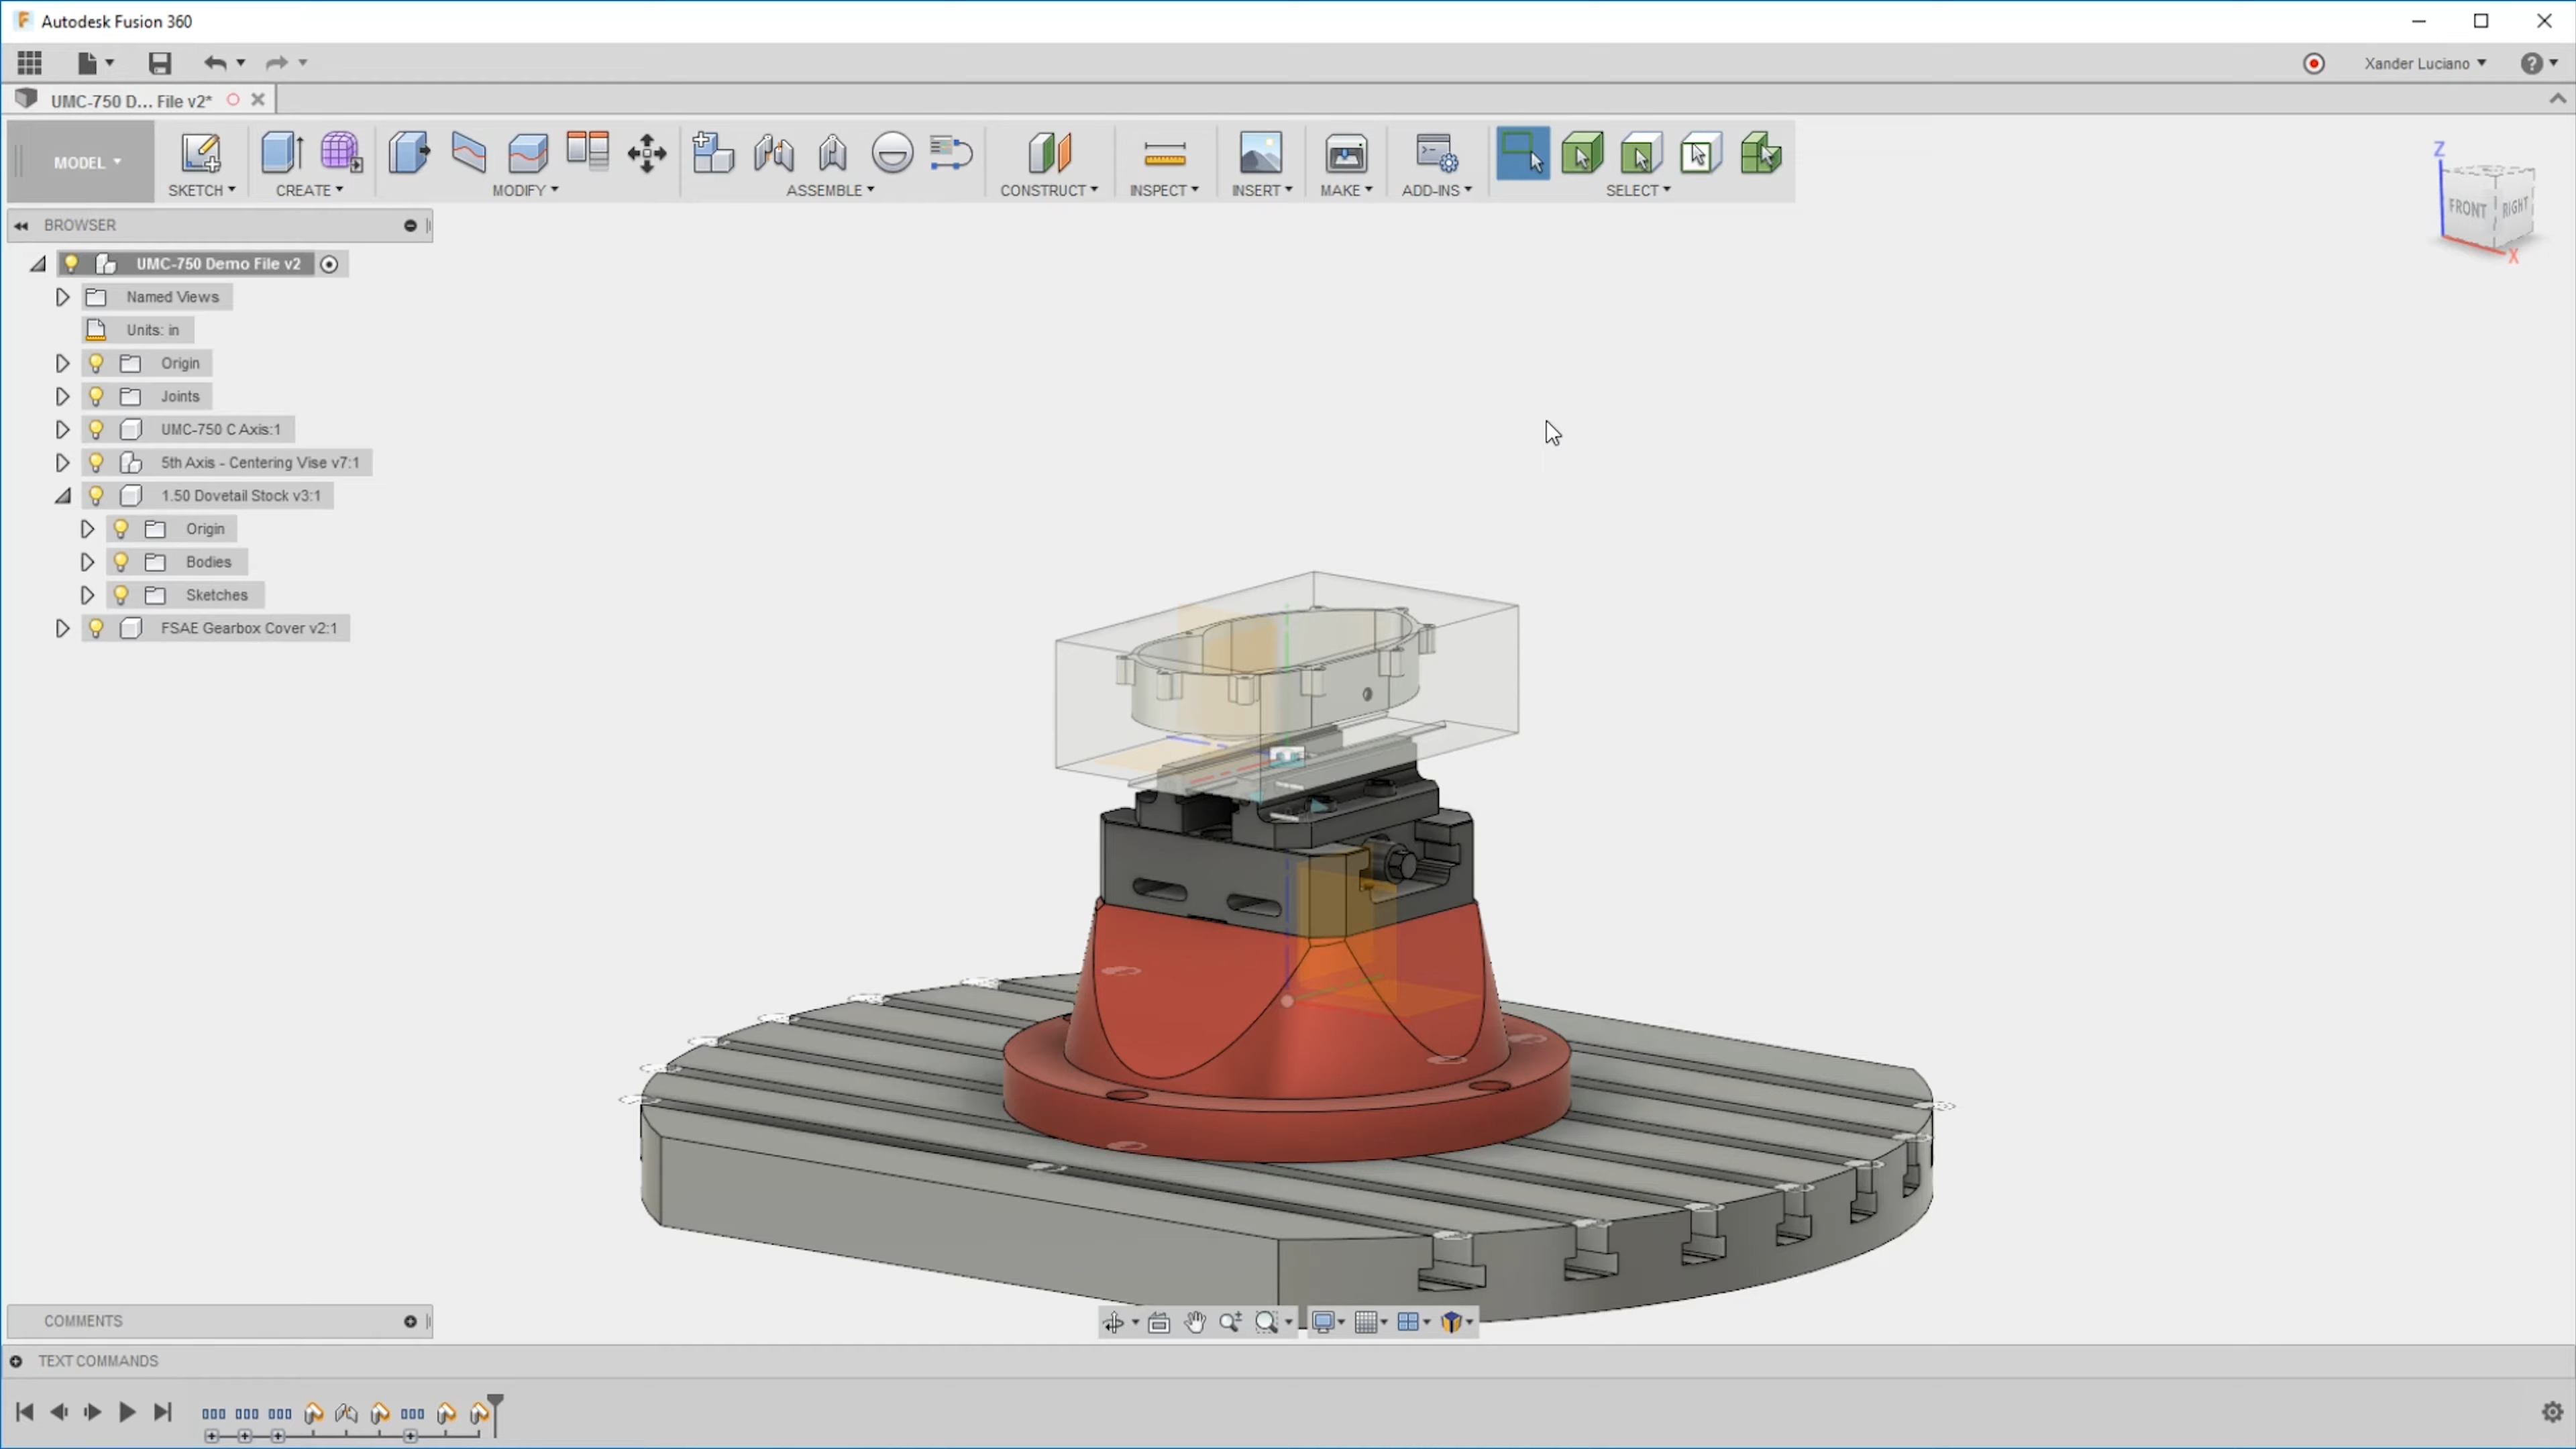 Autodesk Fusion 360
Xander Luciano
UMC-750 D... File v2*
MODEL
SKETCH
CREATE
MODIFY
ASSEMBLE
CONSTRUCT
INSPECT
INSERT
MAKE
ADD-INS
SELECT
Z
FRONT
RIGHT
X
BROWSER
UMC-750 Demo File v2
Named Views
Units: in
Origin
Joints
UMC-750 C Axis:1
5th Axis - Centering Vise v7:1
1.50 Dovetail Stock v3:1
Origin
Bodies
Sketches
FSAE Gearbox Cover v2:1
COMMENTS
TEXT COMMANDS